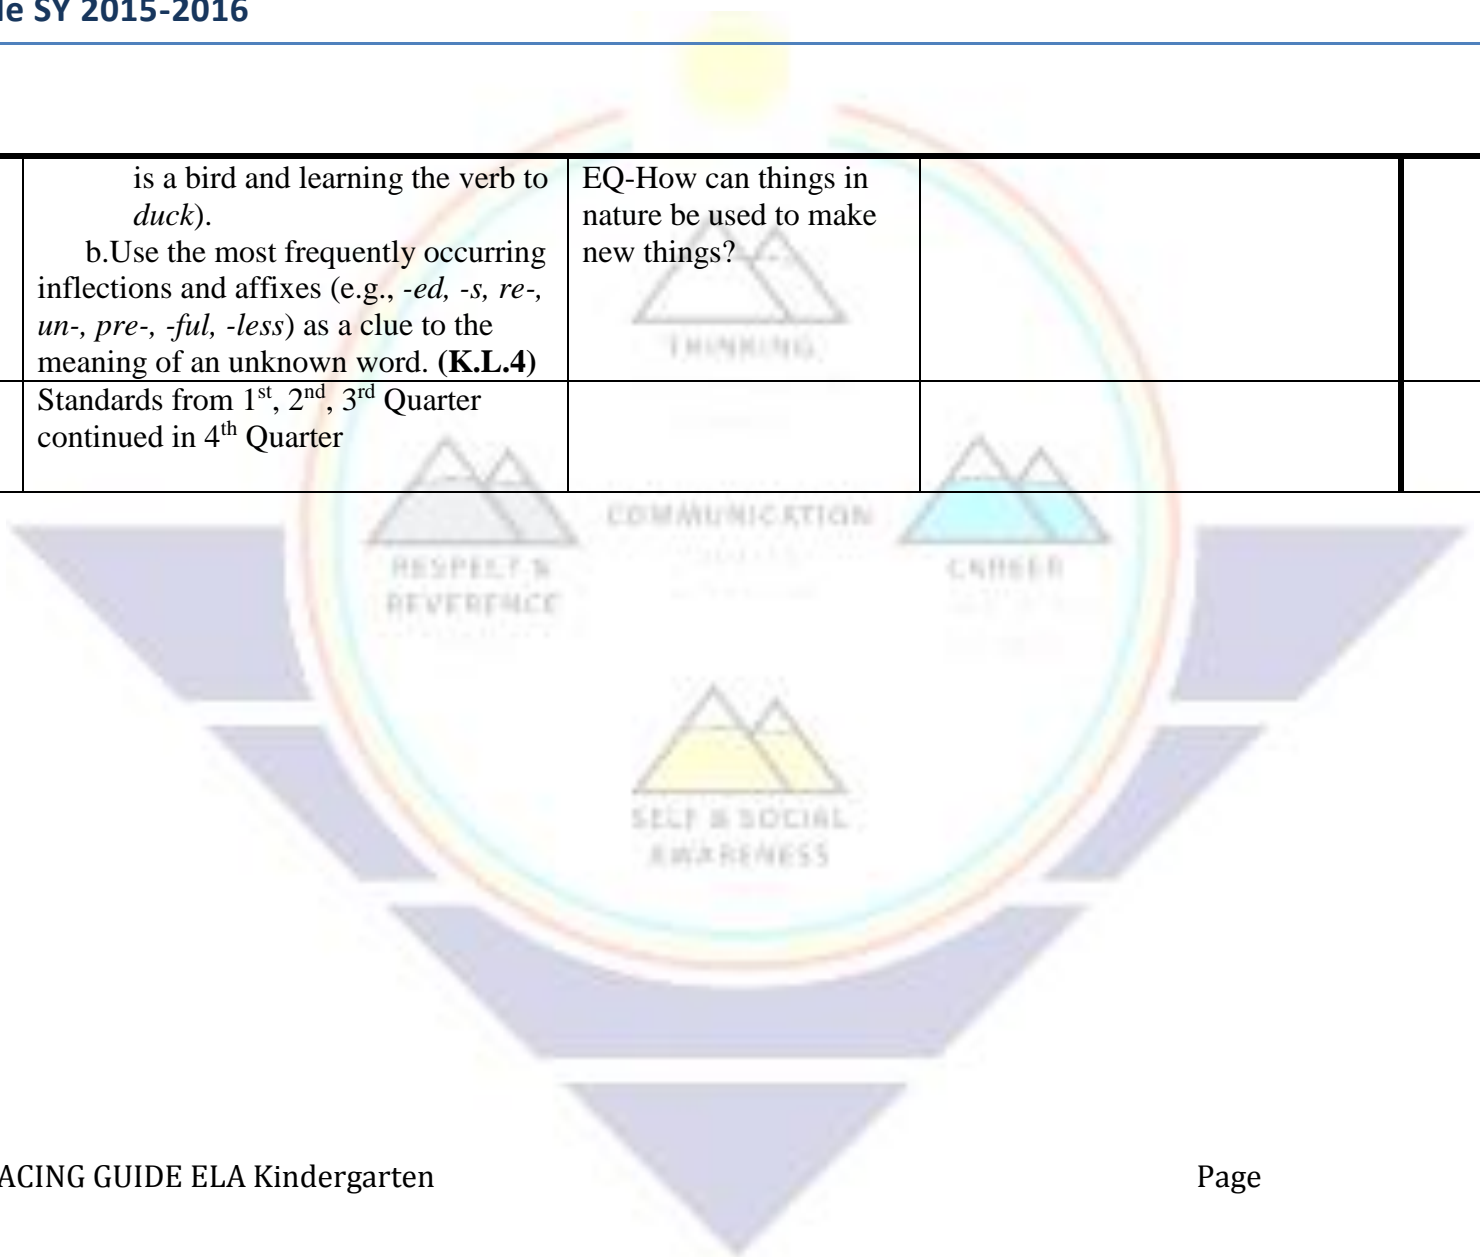 le SY 2015-2016
is a bird and learning the verb to
duck).
b.Use the most frequently occurring
inflections and affixes (e.g., -ed, -s, re-,
un-, pre-, -ful, -less) as a clue to the
meaning of an unknown word. (K.L.4)
EQ-How can things in
nature be used to make
new things?
Standards from 1st, 2nd, 3rd Quarter
continued in 4th Quarter
THINKING
COMMUNICATION
RESPECT &
REVERENCE
CAREER
SELF & SOCIAL
AWARENESS
ACING GUIDE ELA Kindergarten
Page